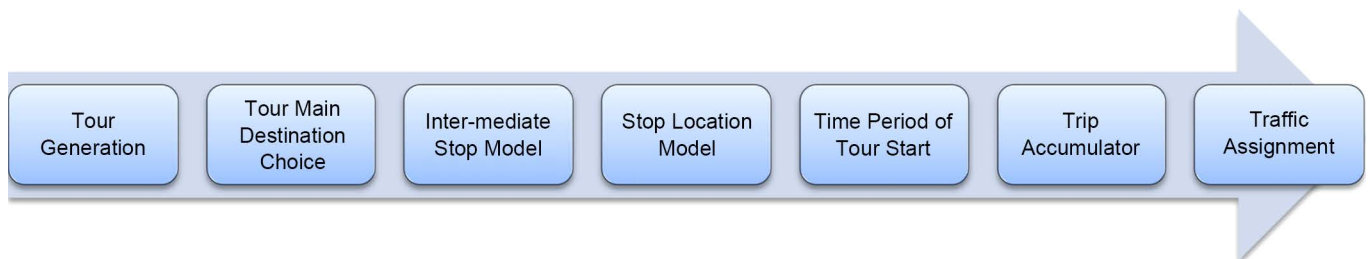 Tour
Generation
Tour Main
Destination
Choice
Inter-mediate
Stop Model
Stop Location
Model
Time Period of
Tour Start
Trip
Accumulator
Traffic
Assignment